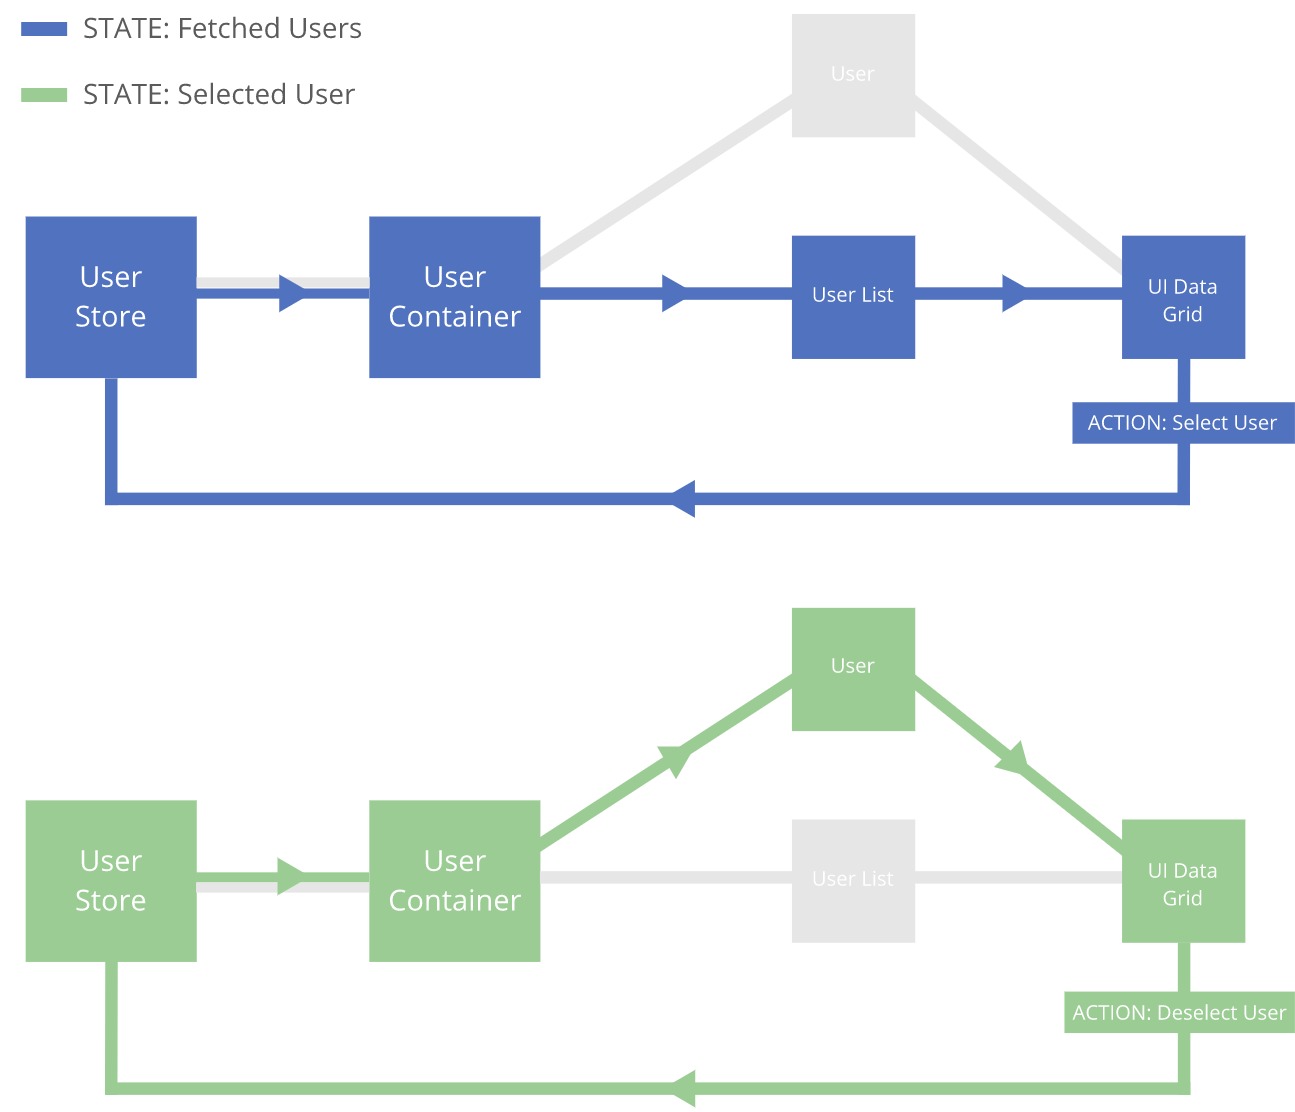 STATE: Fetched Users
STATE: Selected User
User
User
Store
User
Container
User List
UI Data
Grid
ACTION: Select User
User
User
Store
User
Container
User List
UI Data
Grid
ACTION: Deselect User